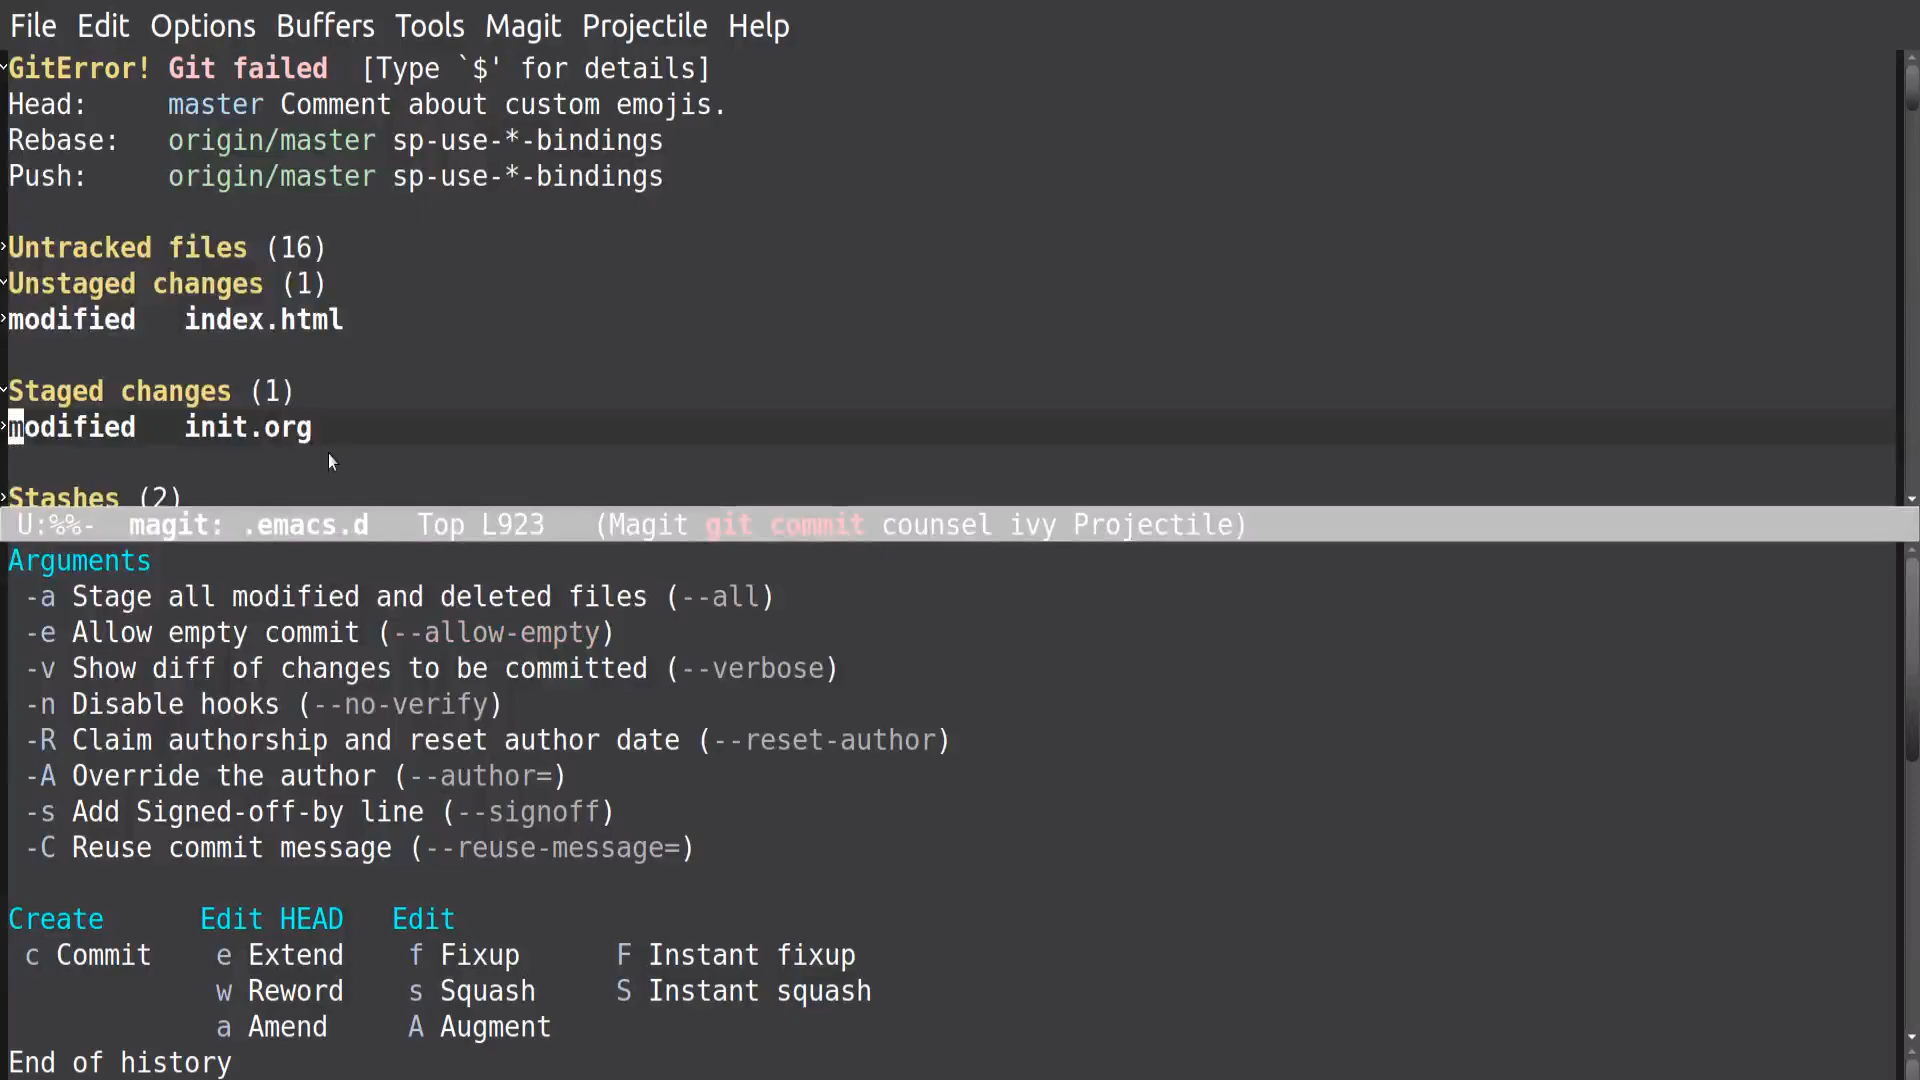 File Edit Options Buffers Tools Magit Projectile Help
GitError! Git failed [Type `$' for details]
Head: master Comment about custom emojis.
Rebase: origin/master sp-use-*-bindings
Push: origin/master sp-use-*-bindings
Untracked files (16)
Unstaged changes (1)
modified index.html
Staged changes (1)
modified init.org
Stashes (2)
U:%%- magit: .emacs.d Top L923 (Magit git commit counsel ivy Projectile)
Arguments
-a Stage all modified and deleted files (--all)
-e Allow empty commit (--allow-empty)
-v Show diff of changes to be committed (--verbose)
-n Disable hooks (--no-verify)
-R Claim authorship and reset author date (--reset-author)
-A Override the author (--author=)
-s Add Signed-off-by line (--signoff)
-C Reuse commit message (--reuse-message=)
Create Edit HEAD Edit
c Commit e Extend f Fixup F Instant fixup
w Reword s Squash S Instant squash
a Amend A Augment
End of history